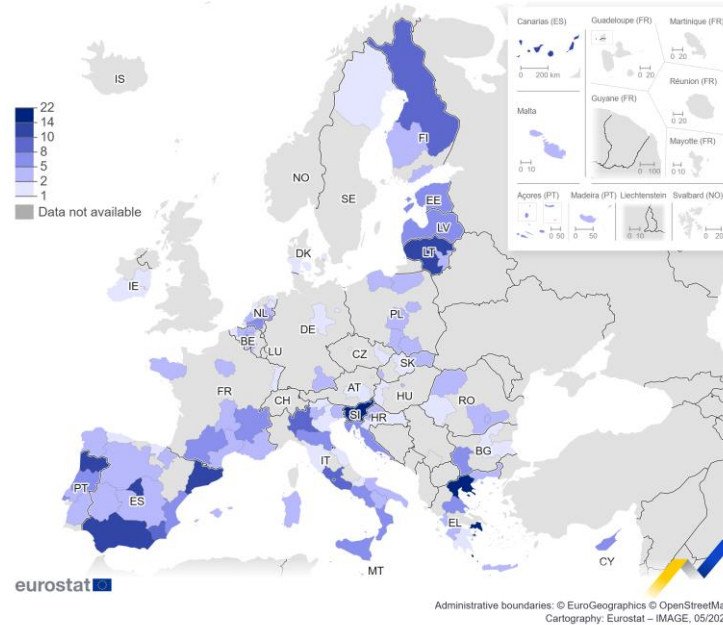 Canarias (ES)
0 200 km
Guadeloupe (FR)
0 20
Martinique (FR)
0 20
Réunion (FR)
0 20
Guyane (FR)
0 100
Mayotte (FR)
0 10
Malta
0 10
Açores (PT)
0 50
Madeira (PT)
0 50
Liechtenstein
0 10
Svalbard (NO)
0 20
IS
22
14
10
8
5
2
1
Data not available
FI
NO
SE
EE
LV
LT
DK
IE
NL
BE
LU
DE
PL
CZ
SK
FR
CH
AT
HU
SI
HR
RO
IT
BG
PT
ES
EL
MT
CY
eurostat
Administrative boundaries: © EuroGeographics © OpenStreetMa
Cartography: Eurostat – IMAGE, 05/202